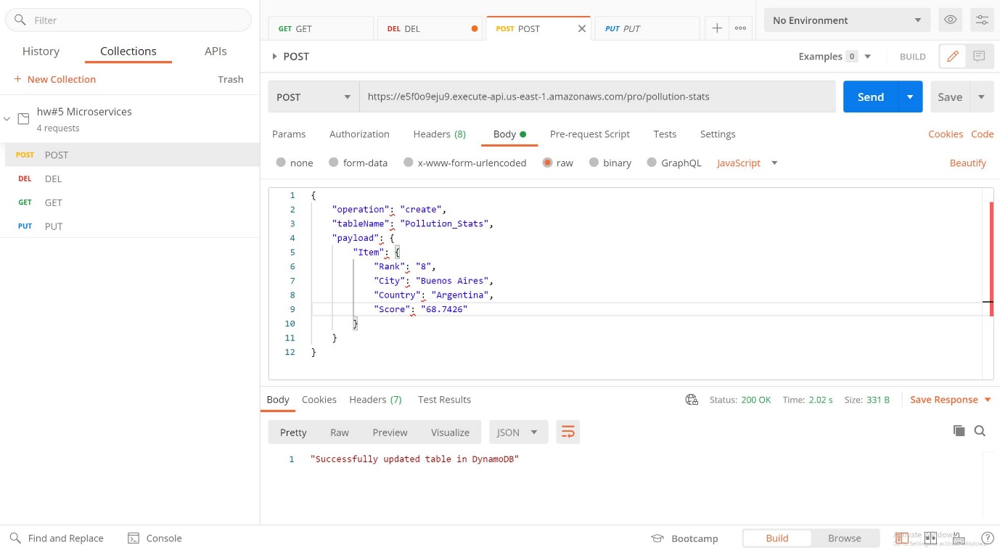 Filter
History Collections APIs
+ New Collection Trash
hw#5 Microservices
4 requests
POST POST
DEL DEL
GET GET
PUT PUT
GET GET DEL DEL POST POST PUT PUT
No Environment
POST
Examples 0 BUILD
POST https://e5f0o9eju9.execute-api.us-east-1.amazonaws.com/pro/pollution-stats Send Save
Params Authorization Headers (8) Body Pre-request Script Tests Settings Cookies Code
none form-data x-www-form-urlencoded raw binary GraphQL JavaScript Beautify
1 {
2 "operation": "create",
3 "tableName": "Pollution_Stats",
4 "payload": {
5 "Item": {
6 "Rank": "8",
7 "City": "Buenos Aires",
8 "Country": "Argentina",
9 "Score": "68.7426"
10 }
11 }
12 }
Body Cookies Headers (7) Test Results Status: 200 OK Time: 2.02 s Size: 331 B Save Response
Pretty Raw Preview Visualize JSON
1 "Successfully updated table in DynamoDB"
Find and Replace Console Bootcamp Build Browse